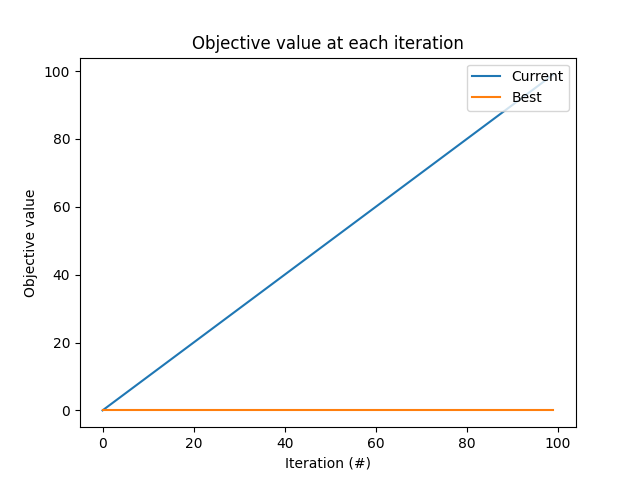 Objective value at each iteration
100
80
60
40
20
0
Objective value
Current
Best
0 20 40 60 80 100
Iteration (#)